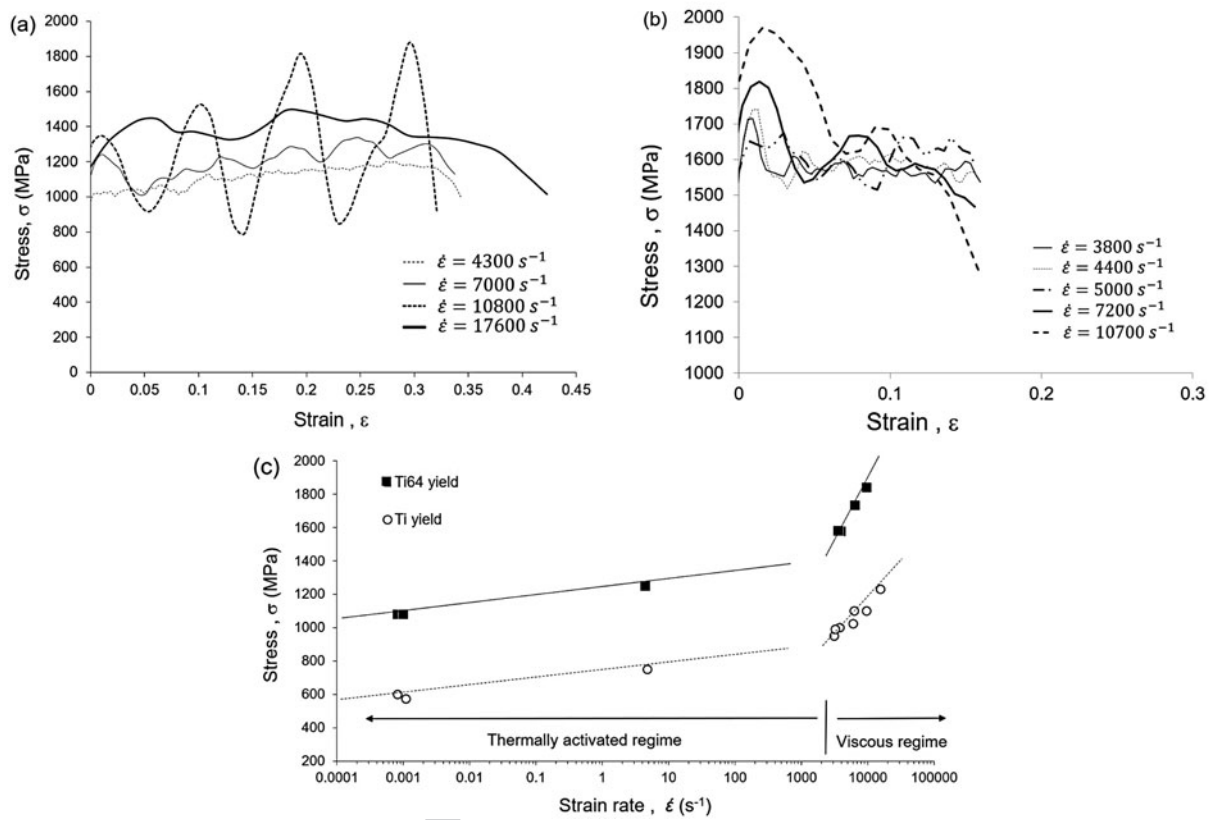 (a)
2000
1800
1600
1400
1200
1000
800
600
400
200
0
Stress, σ (MPa)
0 0.05 0.1 0.15 0.2 0.25 0.3 0.35 0.4 0.45
Strain , ε
ε̇ = 4300 s⁻¹
ε̇ = 7000 s⁻¹
ε̇ = 10800 s⁻¹
ε̇ = 17600 s⁻¹
(b)
2000
1900
1800
1700
1600
1500
1400
1300
1200
1100
1000
Stress, σ (MPa)
0 0.1 0.2 0.3
Strain , ε
ε̇ = 3800 s⁻¹
ε̇ = 4400 s⁻¹
ε̇ = 5000 s⁻¹
ε̇ = 7200 s⁻¹
ε̇ = 10700 s⁻¹
(c)
2000
1800
1600
1400
1200
1000
800
600
400
200
Stress , σ (MPa)
Ti64 yield
Ti yield
Thermally activated regime
Viscous regime
0.0001 0.001 0.01 0.1 1 10 100 1000 10000 100000
Strain rate , ε̇ (s⁻¹)